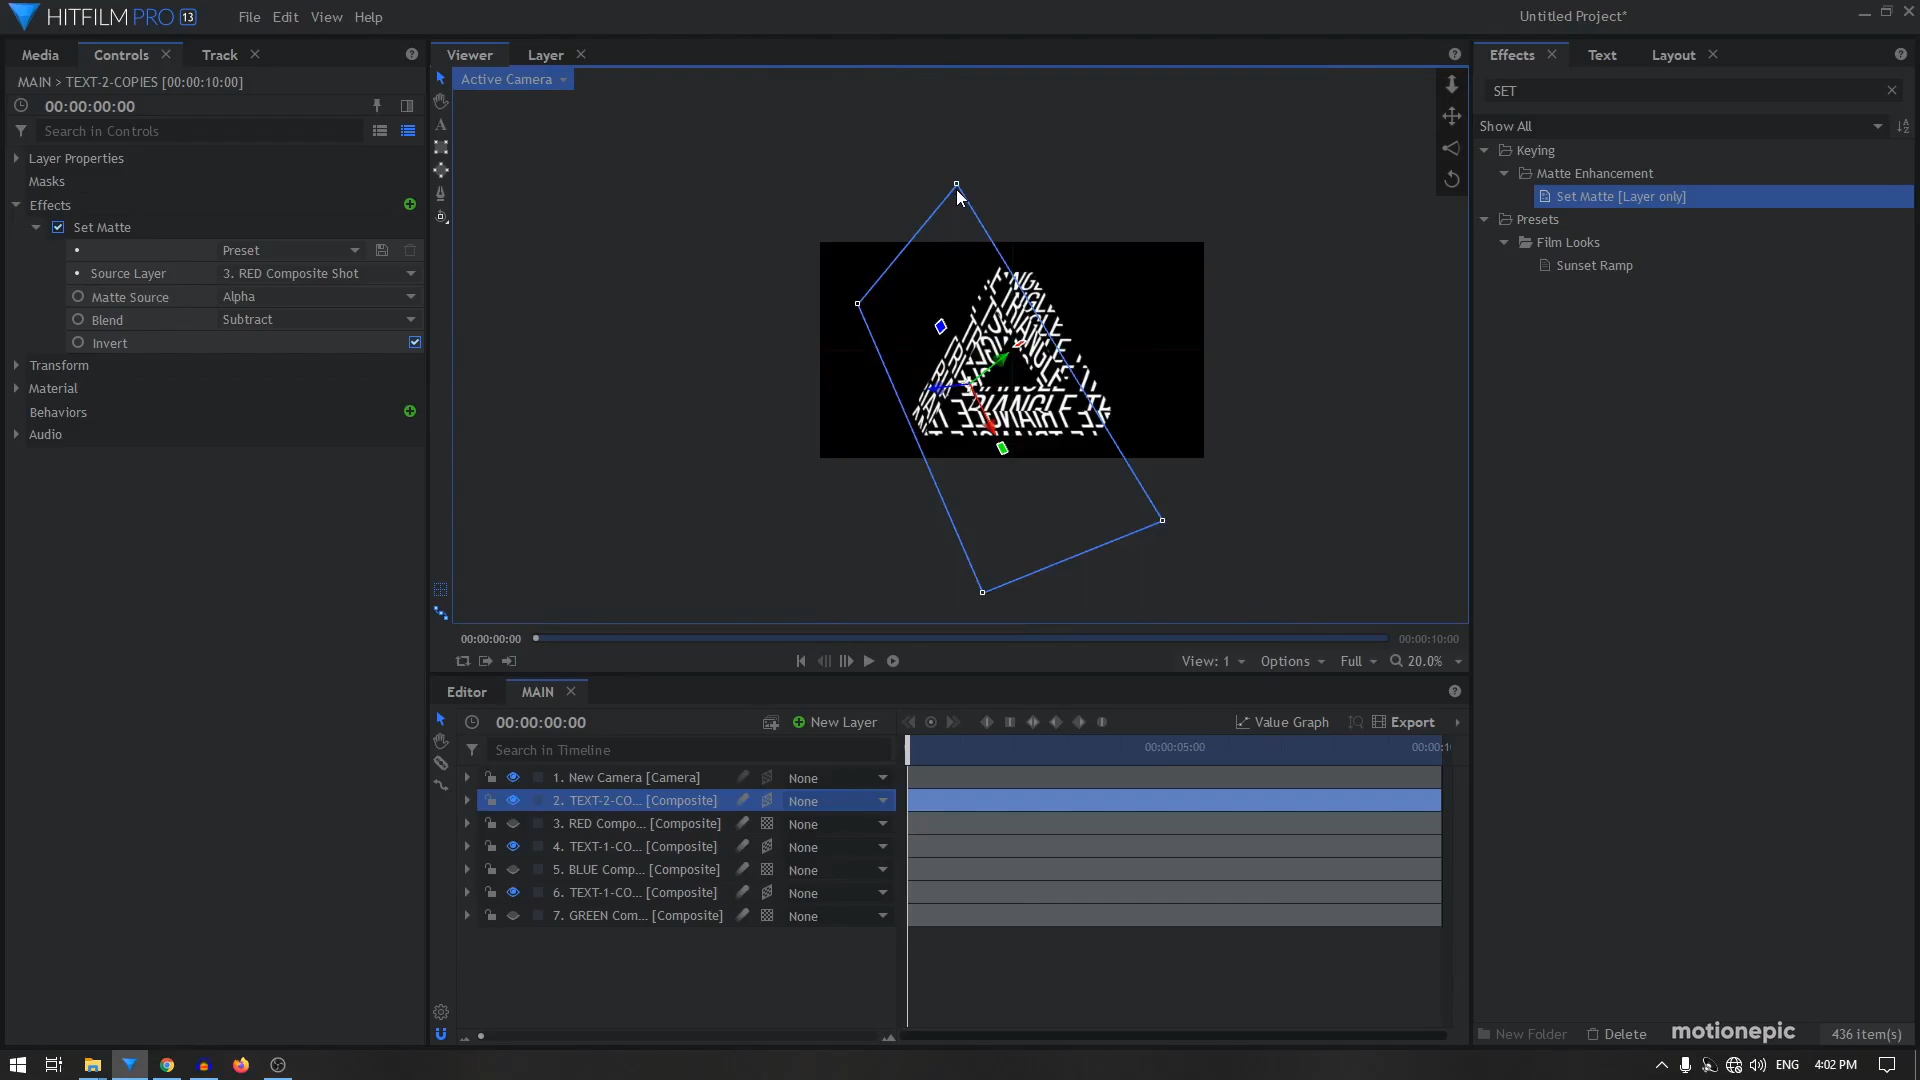 HITFILM PRO 13
File Edit View Help
Untitled Project*
Media Controls Track
Viewer Layer
Effects Text Layout
MAIN > TEXT-2-COPIES [00:00:10:00]
Active Camera
00:00:00:00
SET
Search in Controls
Show All
Layer Properties
Keying
Masks
Matte Enhancement
Effects
Set Matte [Layer only]
Set Matte
Presets
Preset
Film Looks
Source Layer 3. RED Composite Shot
Sunset Ramp
Matte Source Alpha
Blend Subtract
Invert
Transform
Material
Behaviors
Audio
00:00:00:00
00:00:10:00
View: 1 Options Full 20.0%
Editor MAIN
00:00:00:00 New Layer Value Graph Export
Search in Timeline
00:00:05:00
1. New Camera [Camera] None
2. TEXT-2-CO... [Composite] None
3. RED Compo... [Composite] None
4. TEXT-1-CO... [Composite] None
5. BLUE Comp... [Composite] None
6. TEXT-1-CO... [Composite] None
7. GREEN Com... [Composite] None
New Folder Delete motionepic 436 item(s)
ENG 4:02 PM